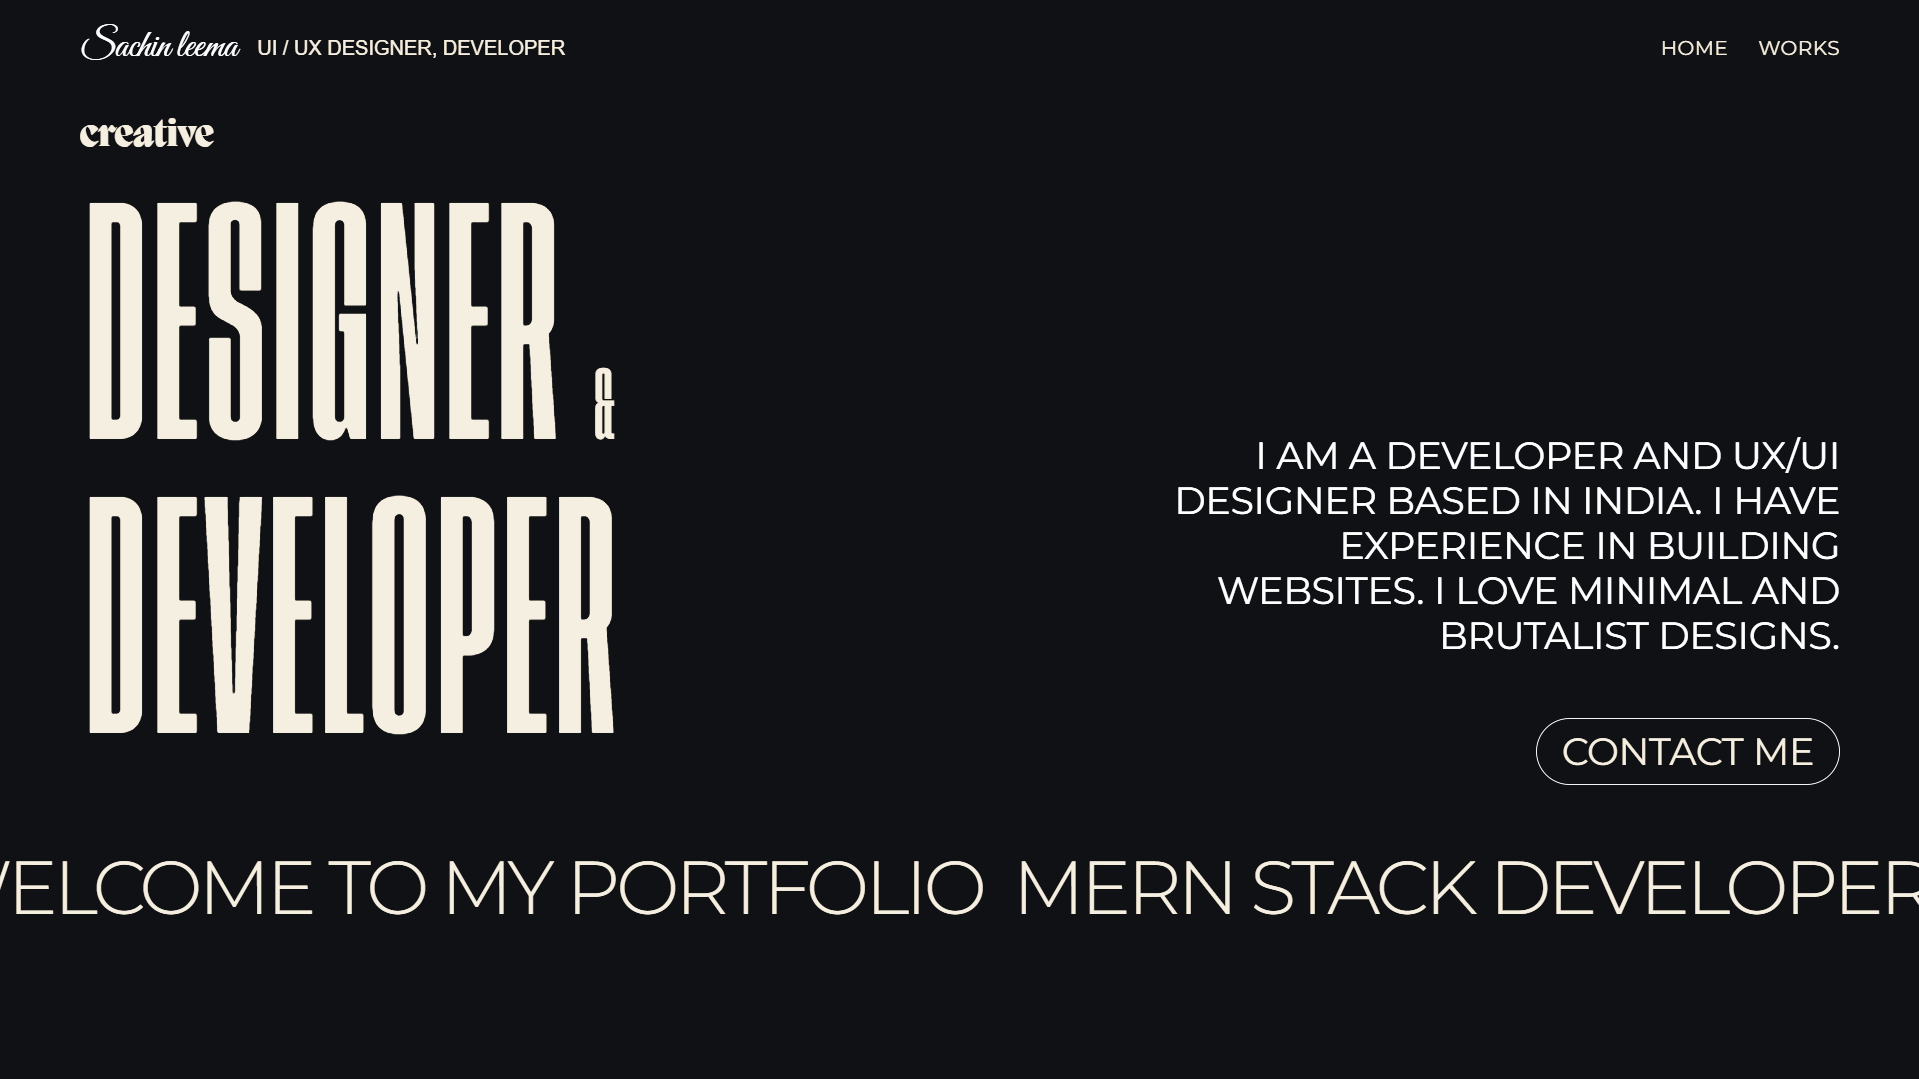 Sachin leema UI / UX DESIGNER, DEVELOPER
HOME WORKS
creative
DESIGNER &
DEVELOPER
I AM A DEVELOPER AND UX/UI
DESIGNER BASED IN INDIA. I HAVE
EXPERIENCE IN BUILDING
WEBSITES. I LOVE MINIMAL AND
BRUTALIST DESIGNS.
CONTACT ME
WELCOME TO MY PORTFOLIO MERN STACK DEVELOPER